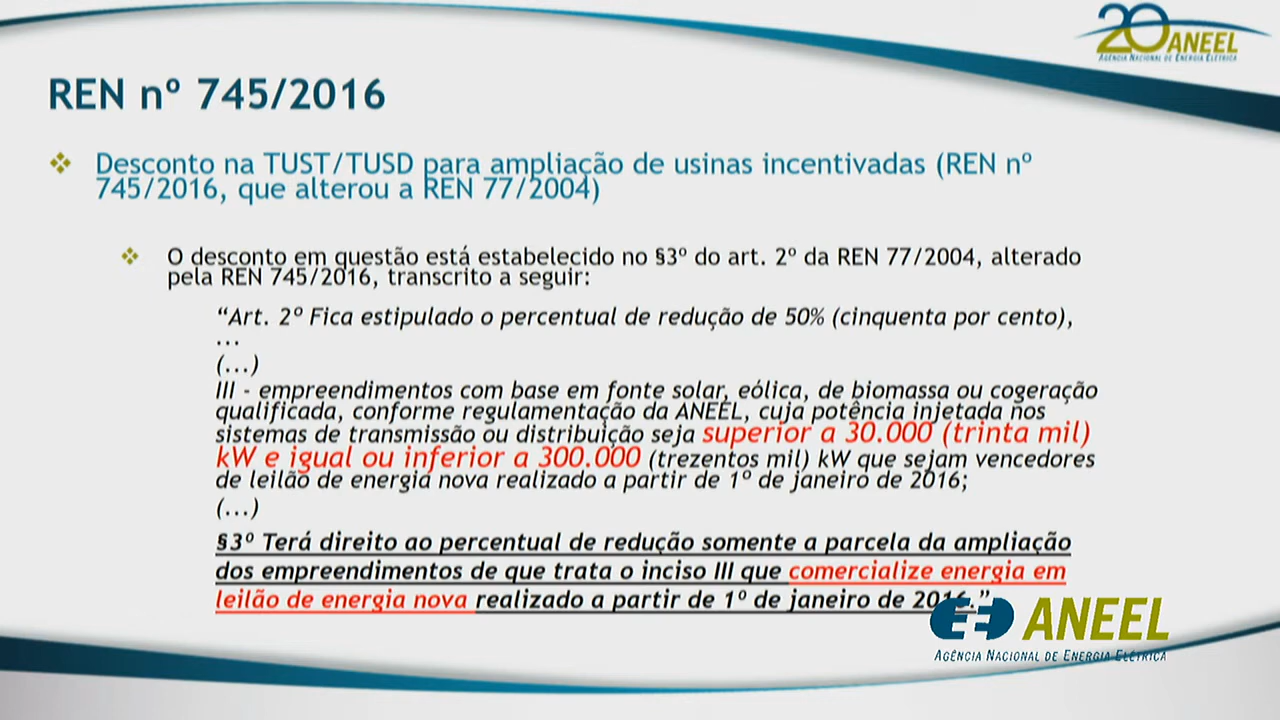 20 ANEEL
AGÊNCIA NACIONAL DE ENERGIA ELÉTRICA
REN nº 745/2016
Desconto na TUST/TUSD para ampliação de usinas incentivadas (REN nº
745/2016, que alterou a REN 77/2004)
O desconto em questão está estabelecido no §3º do art. 2º da REN 77/2004, alterado
pela REN 745/2016, transcrito a seguir:
“Art. 2º Fica estipulado o percentual de redução de 50% (cinquenta por cento),
...
(...)
III - empreendimentos com base em fonte solar, eólica, de biomassa ou cogeração
qualificada, conforme regulamentação da ANEEL, cuja potência injetada nos
sistemas de transmissão ou distribuição seja superior a 30.000 (trinta mil)
kW e igual ou inferior a 300.000 (trezentos mil) kW que sejam vencedores
de leilão de energia nova realizado a partir de 1º de janeiro de 2016;
(...)
§3º Terá direito ao percentual de redução somente a parcela da ampliação
dos empreendimentos de que trata o inciso III que comercialize energia em
leilão de energia nova realizado a partir de 1º de janeiro de 2016.”
ANEEL
AGÊNCIA NACIONAL DE ENERGIA ELÉTRICA